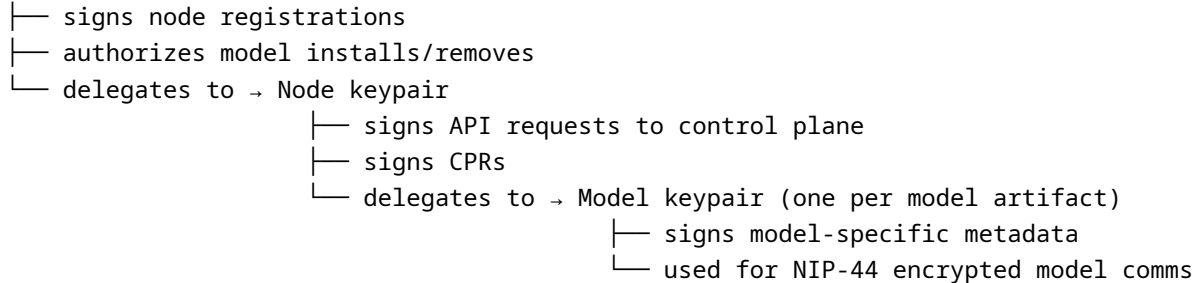 ├── signs node registrations
├── authorizes model installs/removes
└── delegates to → Node keypair
├── signs API requests to control plane
├── signs CPRs
└── delegates to → Model keypair (one per model artifact)
├── signs model-specific metadata
└── used for NIP-44 encrypted model comms